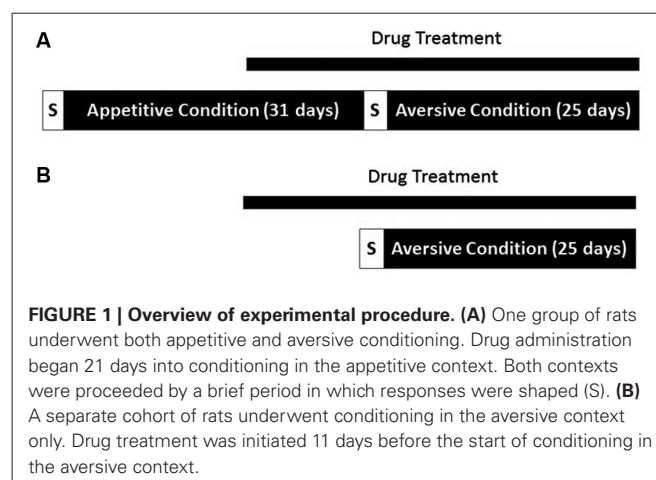 A
Drug Treatment
S Appetitive Condition (31 days) S Aversive Condition (25 days)
B
Drug Treatment
S Aversive Condition (25 days)
FIGURE 1 | Overview of experimental procedure. (A) One group of rats
underwent both appetitive and aversive conditioning. Drug administration
began 21 days into conditioning in the appetitive context. Both contexts
were proceeded by a brief period in which responses were shaped (S). (B)
A separate cohort of rats underwent conditioning in the aversive context
only. Drug treatment was initiated 11 days before the start of conditioning in
the aversive context.